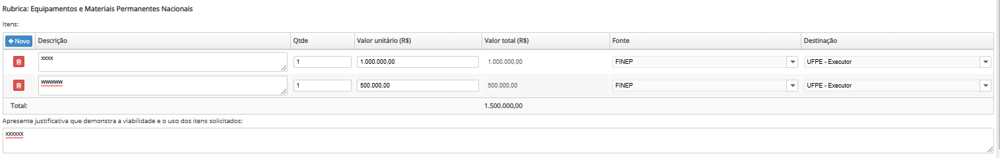 Rubrica: Equipamentos e Materiais Permanentes Nacionais
Itens:
Novo Descrição Qtde Valor unitário (R$) Valor total (R$) Fonte Destinação
xxxx 1 1.000.000,00 1.000.000,00 FINEP UFPE - Executor
wwwww 1 500.000,00 500.000,00 FINEP UFPE - Executor
Total: 1.500.000,00
Apresente justificativa que demonstra a viabilidade e o uso dos itens solicitados:
xxxxxx